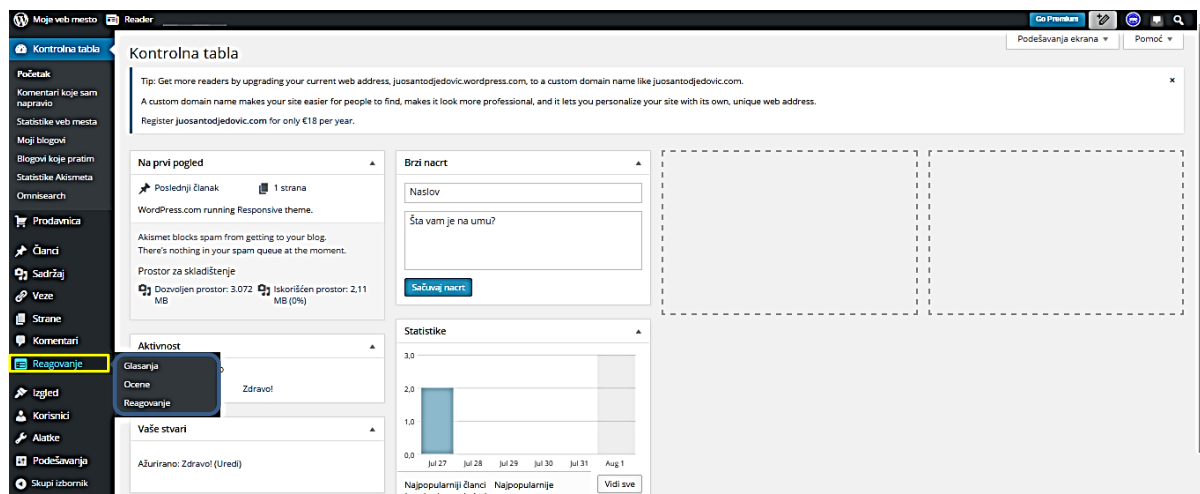 Moje veb mesto Reader Go Premium
Kontrolna tabla
Početak
Komentari koje sam
napravio
Statistike veb mesta
Moji blogovi
Blogovi koje pratim
Statistike Akismeta
Omnisearch
Prodavnica
Članci
Sadržaj
Veze
Strane
Komentari
Reagovanje
Izgled
Korisnici
Alatke
Podešavanja
Skupi izbornik
Glasanja
Ocene
Reagovanje
Podešavanja ekrana Pomoć
Kontrolna tabla
Tip: Get more readers by upgrading your current web address, juosantodjedovic.wordpress.com, to a custom domain name like juosantodjedovic.com.
A custom domain name makes your site easier for people to find, makes it look more professional, and it lets you personalize your site with its own, unique web address.
Register juosantodjedovic.com for only €18 per year.
Na prvi pogled
Poslednji članak 1 strana
WordPress.com running Responsive theme.
Akismet blocks spam from getting to your blog.
There's nothing in your spam queue at the moment.
Prostor za skladištenje
Dozvoljen prostor: 3.072 Iskorišćen prostor: 2,11
MB MB (0%)
Aktivnost
Zdravo!
Vaše stvari
Ažurirano: Zdravo! (Uredi)
Brzi nacrt
Naslov
Šta vam je na umu?
Sačuvaj nacrt
Statistike
3,0
2,0
1,0
0,0
Jul 27 Jul 28 Jul 29 Jul 30 Jul 31 Aug 1
Najpopularniji članci Najpopularnije Vidi sve